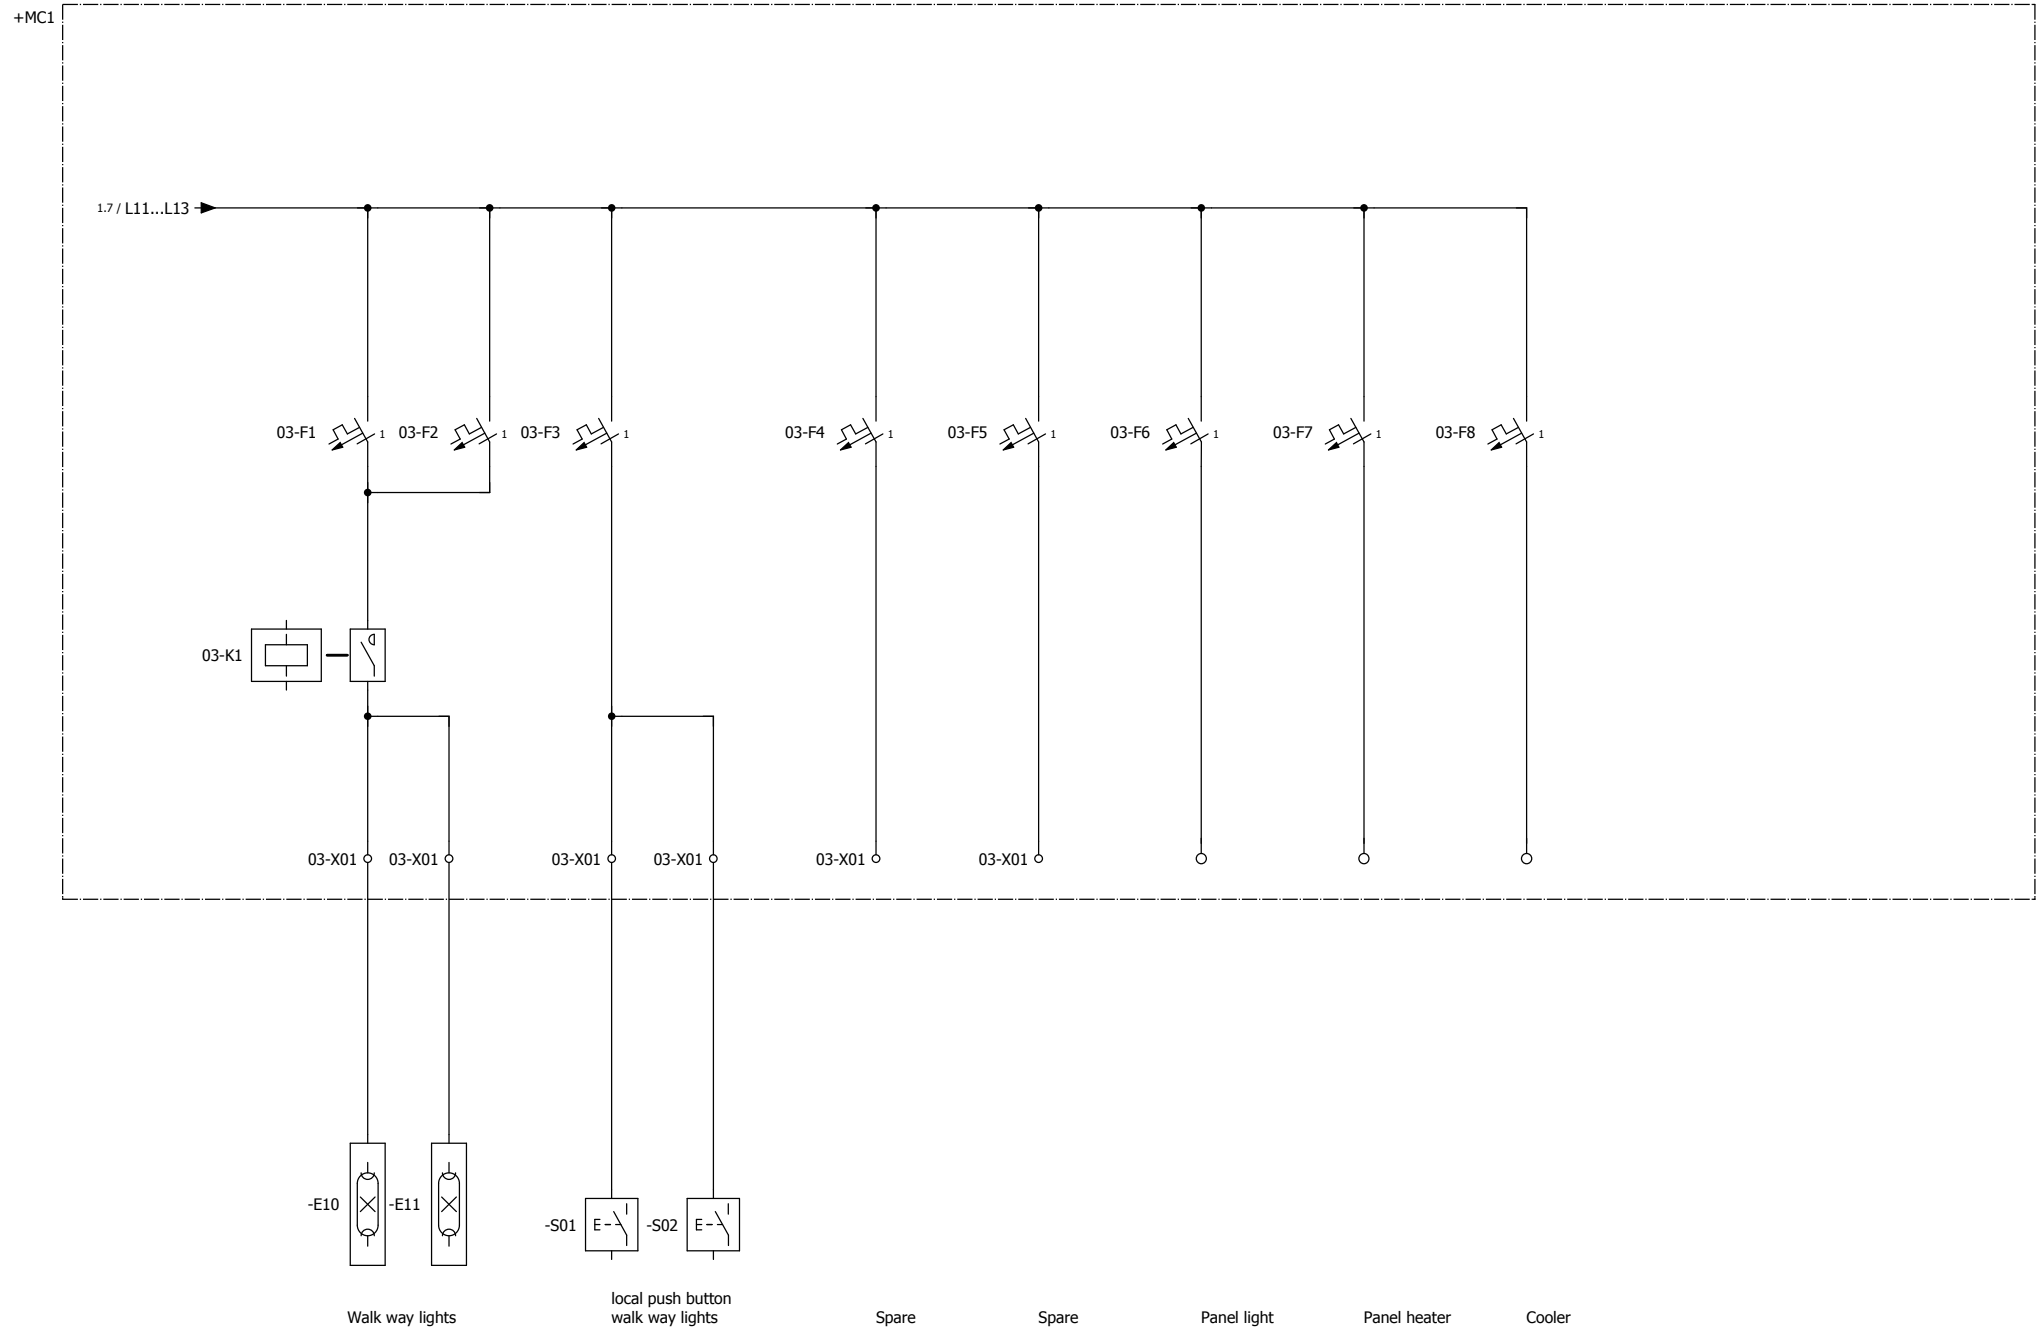 +MC1
1.7 / L11...L13
03-F1 1 03-F2 1 03-F3 1 03-F4 1 03-F5 1 03-F6 1 03-F7 1 03-F8 1
03-K1
03-X01 03-X01 03-X01 03-X01 03-X01 03-X01
-E10 -E11
-S01 E -S02 E
local push button
Walk way lights walk way lights Spare Spare Panel light Panel heater Cooler